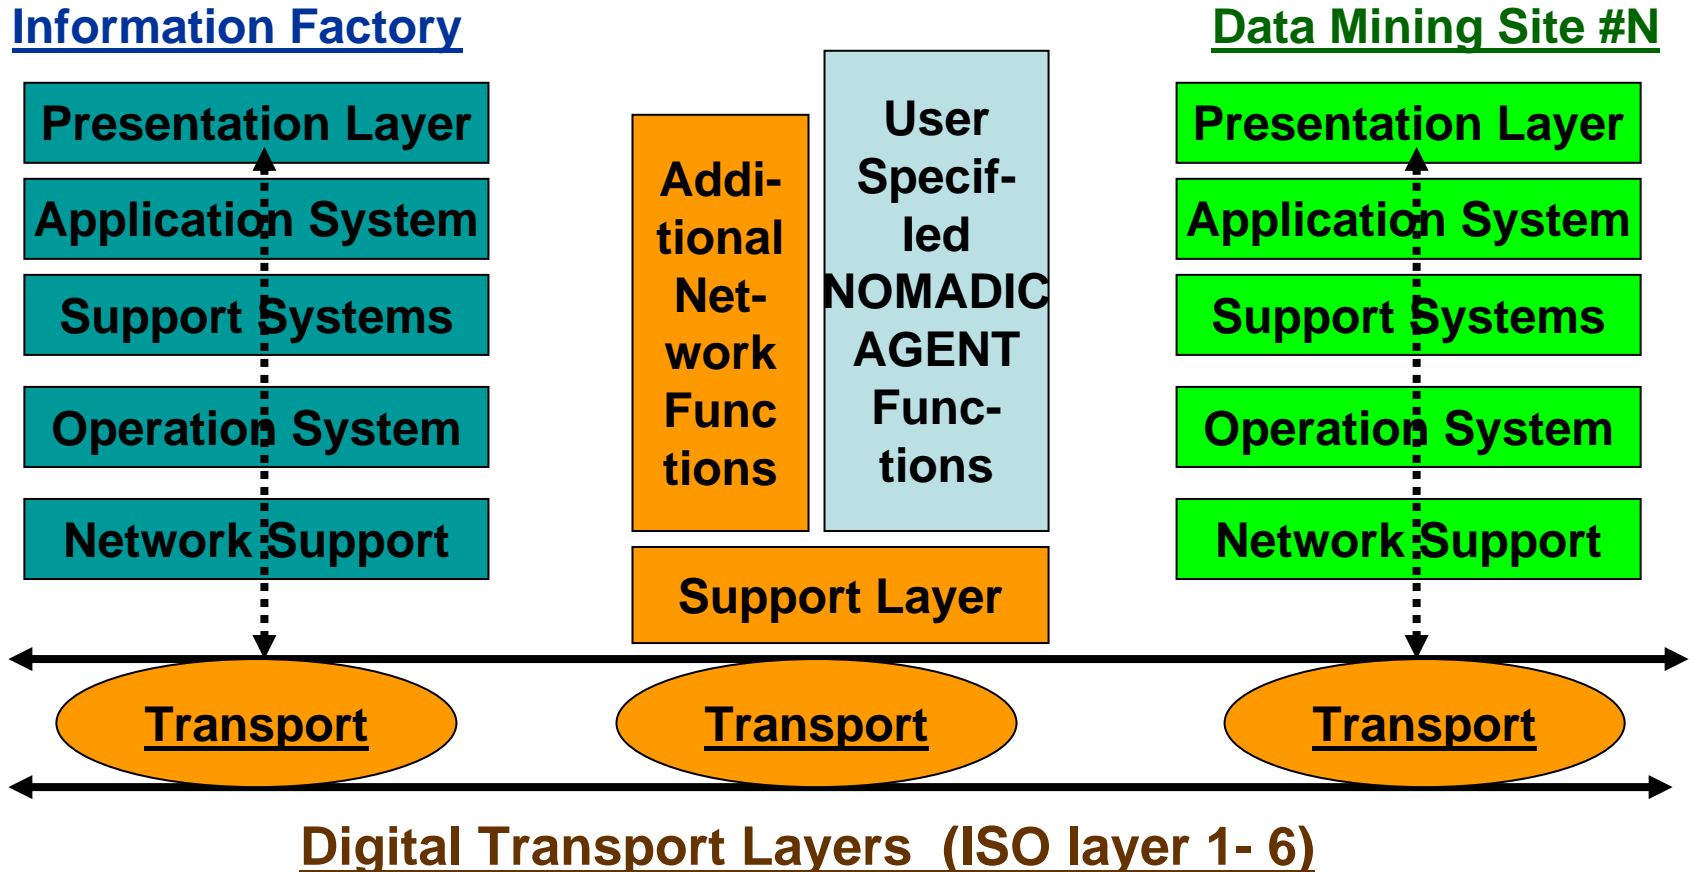 Information Factory
Data Mining Site #N
Presentation Layer
Application System
Support Systems
Operation System
Network Support
Addi-
tional
Net-
work
Func
tions
User
Specif-
led
NOMADIC
AGENT
Func-
tions
Support Layer
Presentation Layer
Application System
Support Systems
Operation System
Network Support
Transport
Transport
Transport
Digital Transport Layers (ISO layer 1- 6)